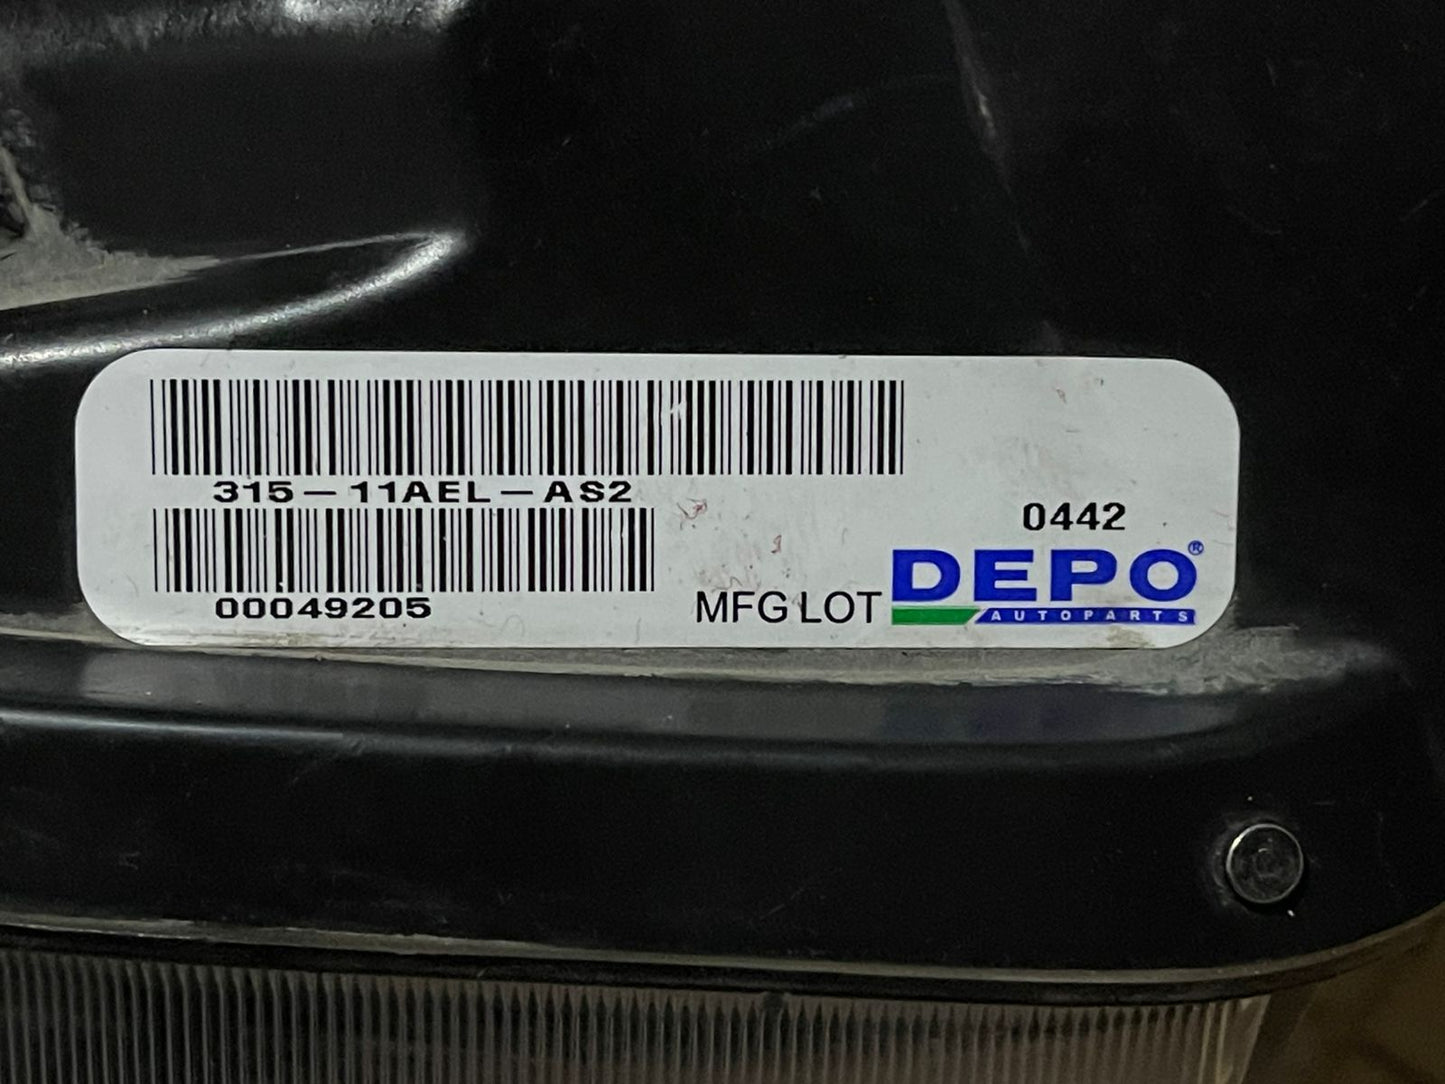 315-11AEL-AS2
00049205
0442
MFG LOT
DEPO®
AUTOPARTS